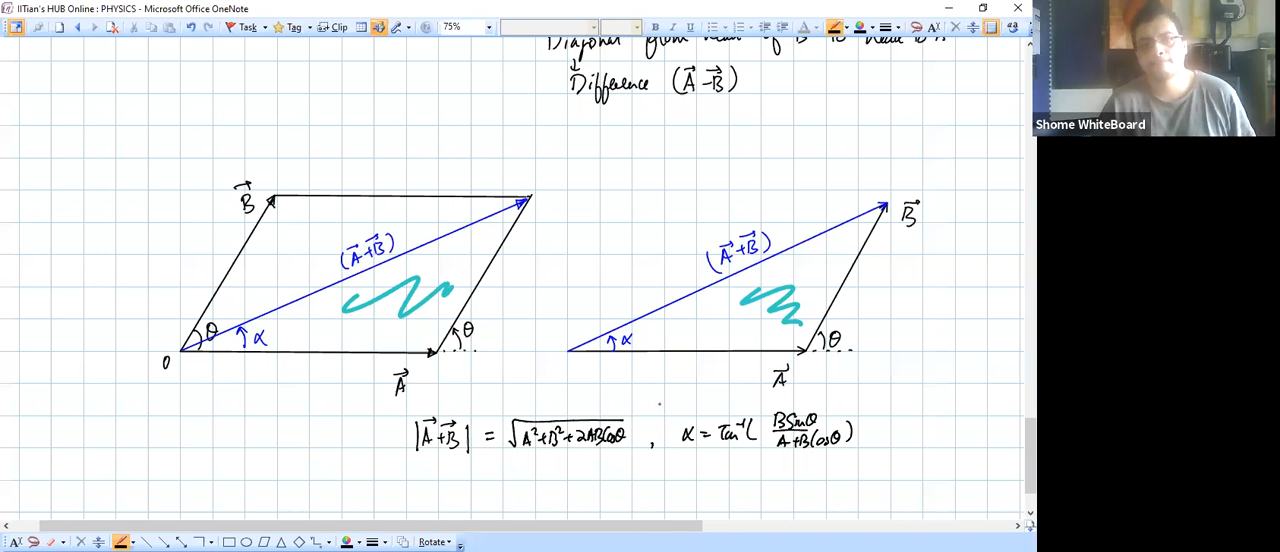 IITian's HUB Online : PHYSICS - Microsoft Office OneNote
Task
Tag
Clip
75%
B I U
Difference (A⃗ - B⃗)
Shome WhiteBoard
B⃗
(A⃗+B⃗)
θ
α
θ
O
A⃗
B⃗
(A⃗+B⃗)
α
θ
A⃗
|A⃗+B⃗| = √(A²+B²+2ABCosθ) , α = Tan⁻¹( BSinθ / A+BCosθ )
Rotate